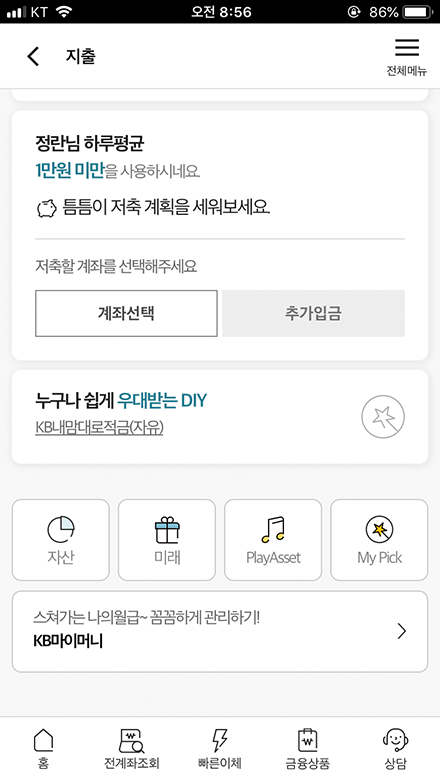 KT 오전 8:56 86%
지출
전체메뉴
정란님 하루평균
1만원 미만을 사용하시네요.
틈틈이 저축 계획을 세워보세요.
저축할 계좌를 선택해주세요
계좌선택 추가입금
누구나 쉽게 우대받는 DIY
KB내맘대로적금(자유)
자산 미래 PlayAsset My Pick
스쳐가는 나의월급~ 꼼꼼하게 관리하기!
KB마이머니
홈 전계좌조회 빠른이체 금융상품 상담